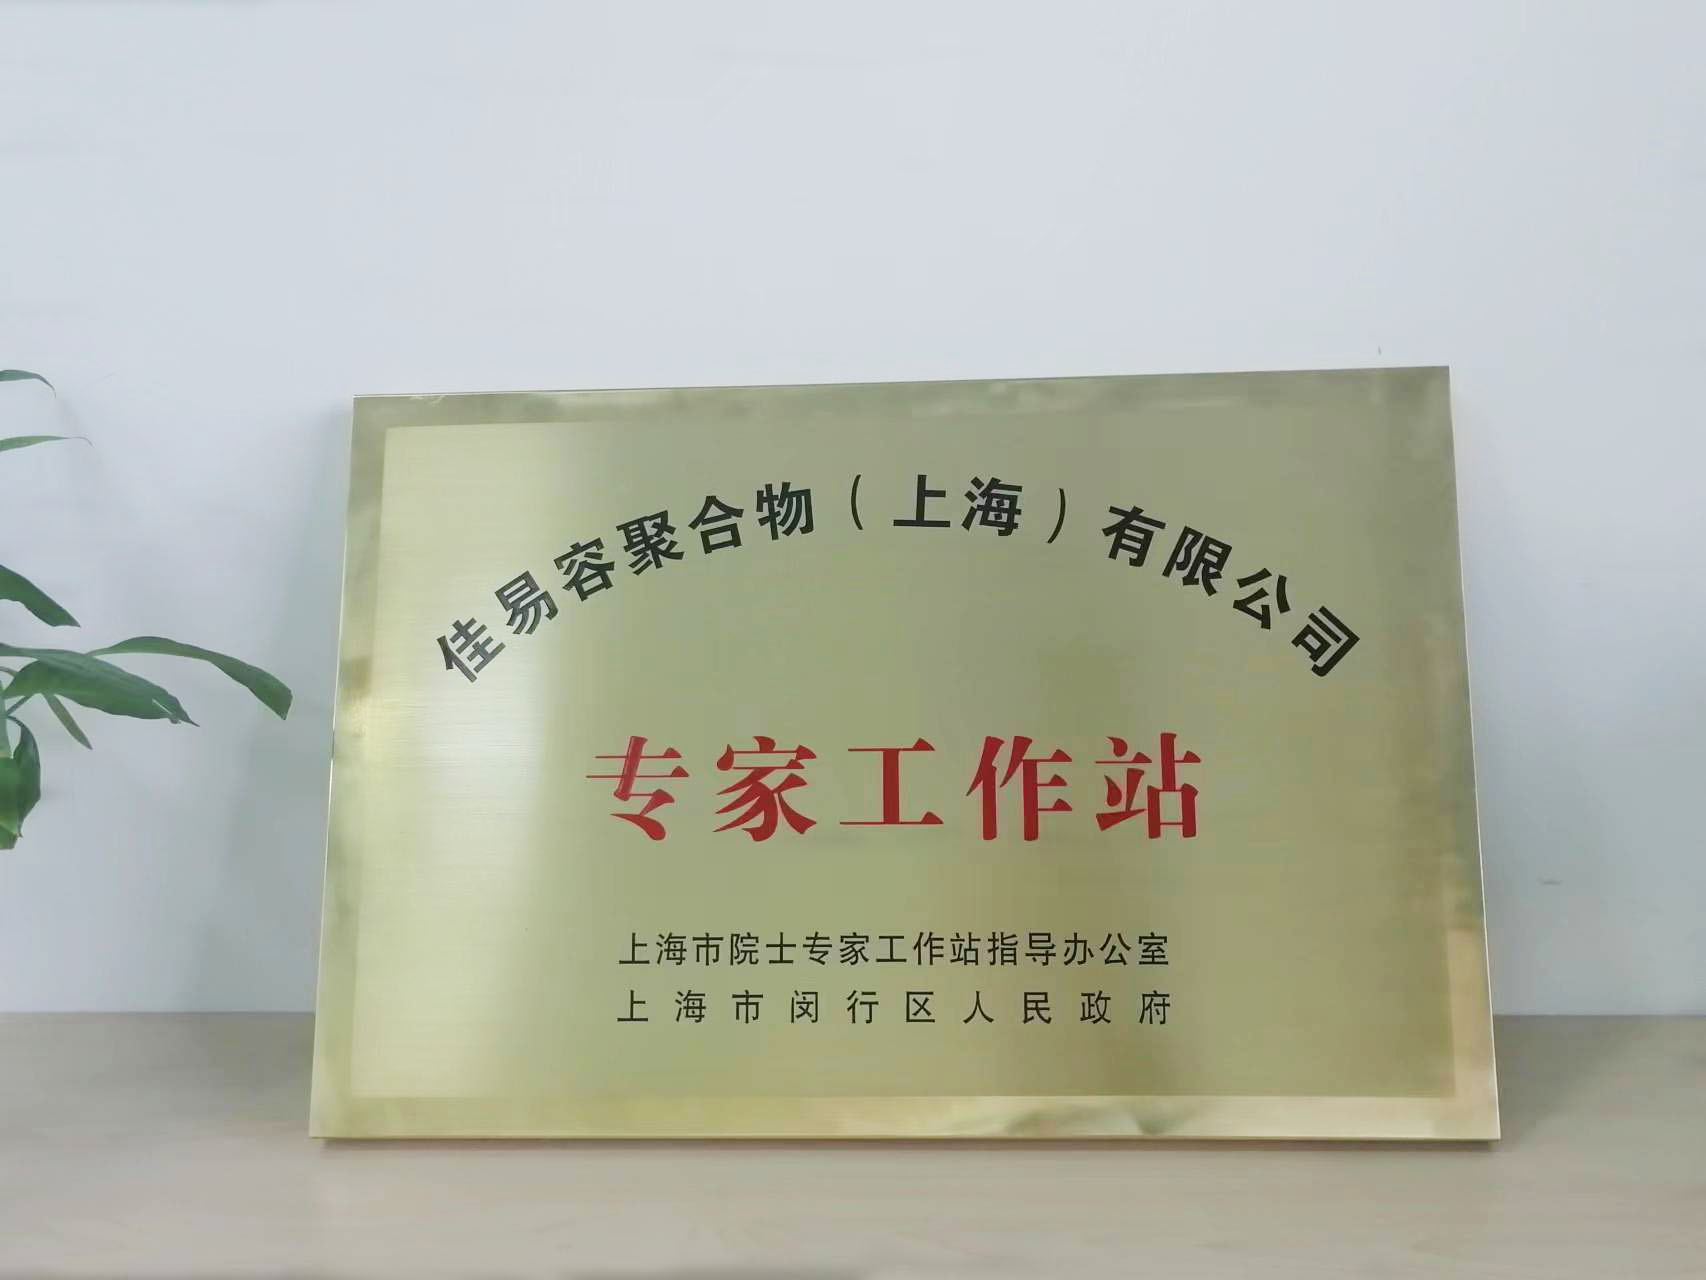 佳易容聚合物（上海）有限公司
专家工作站
上海市院士专家工作站指导办公室
上海市闵行区人民政府